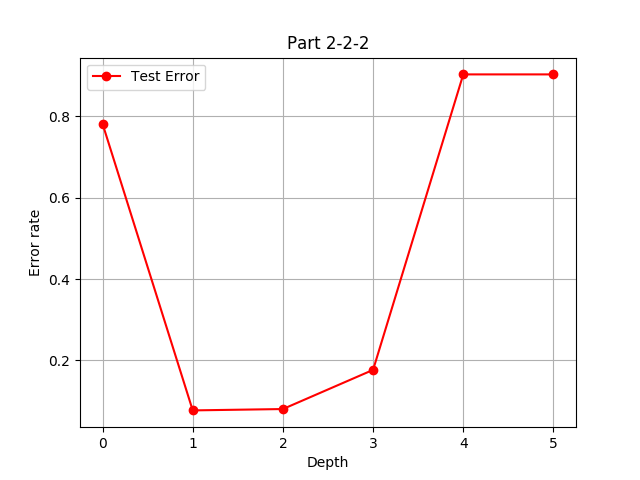 Part 2-2-2
Test Error
0.8
0.6
0.4
0.2
Error rate
0 1 2 3 4 5
Depth